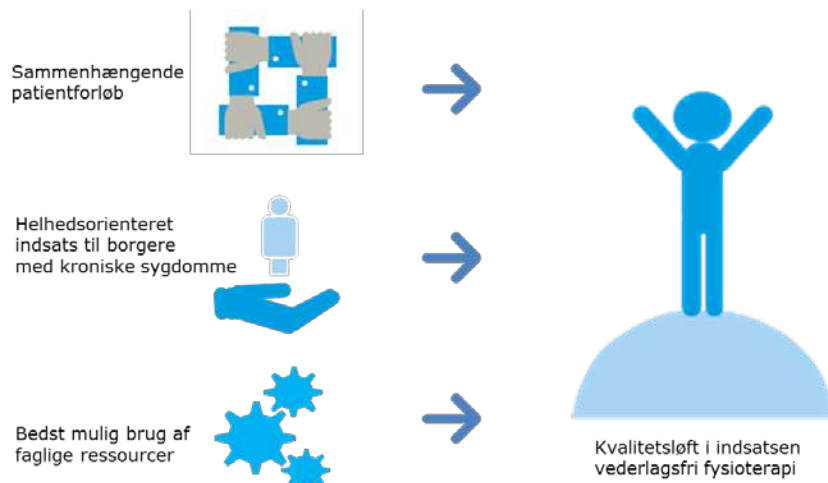 Sammenhængende
patientforløb
Helhedsorienteret
indsats til borgere
med kroniske sygdomme
Bedst mulig brug af
faglige ressourcer
Kvalitetsløft i indsatsen
vederlagsfri fysioterapi